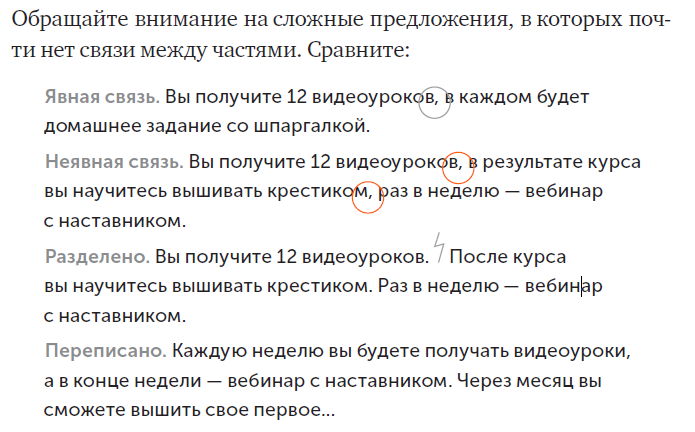 Обращайте внимание на сложные предложения, в которых поч-
ти нет связи между частями. Сравните:
Явная связь. Вы получите 12 видеоуроков, в каждом будет
домашнее задание со шпаргалкой.
Неявная связь. Вы получите 12 видеоуроков, в результате курса
вы научитесь вышивать крестиком, раз в неделю — вебинар
с наставником.
Разделено. Вы получите 12 видеоуроков. После курса
вы научитесь вышивать крестиком. Раз в неделю — вебинар
с наставником.
Переписано. Каждую неделю вы будете получать видеоуроки,
а в конце недели — вебинар с наставником. Через месяц вы
сможете вышить свое первое...